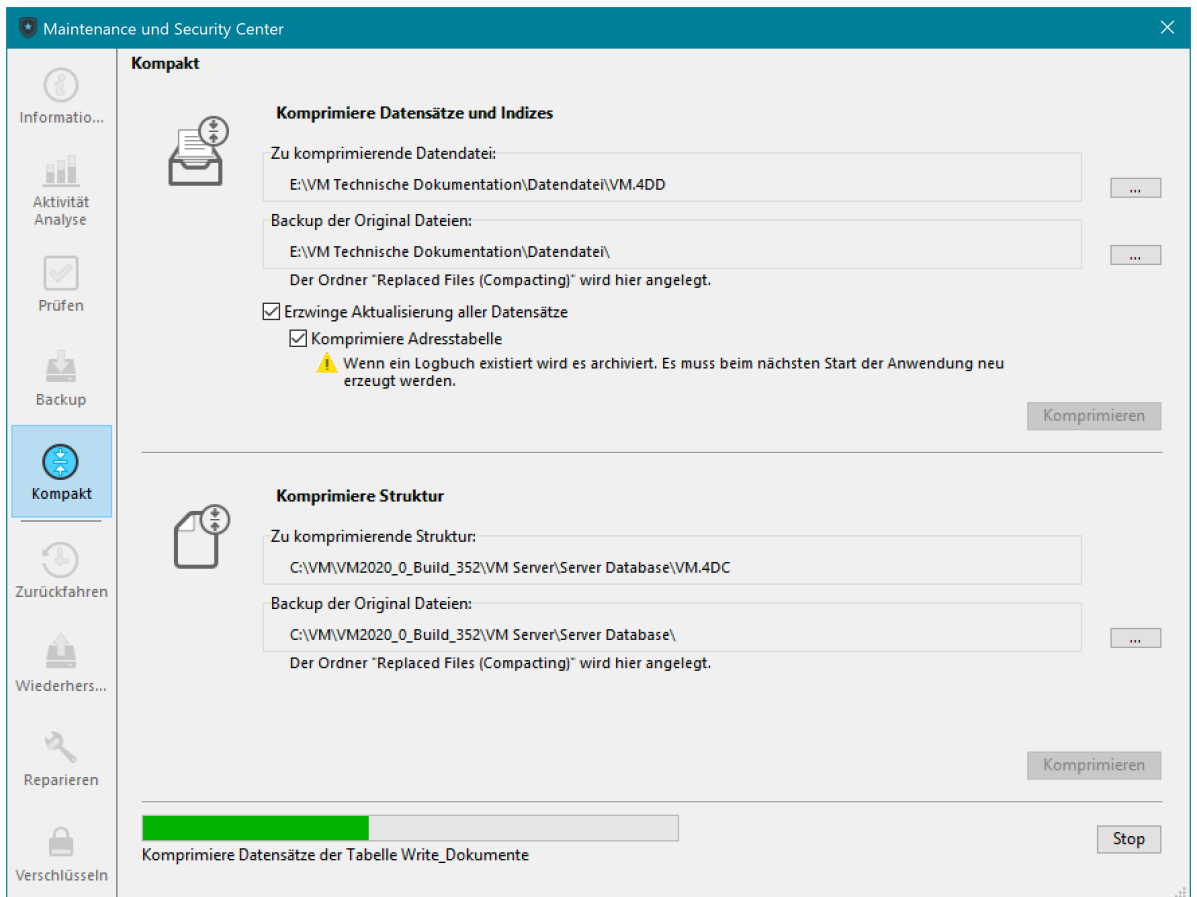 Maintenance und Security Center
Kompakt
Informatio...
Aktivität
Analyse
Prüfen
Backup
Kompakt
Zurückfahren
Wiederhers...
Reparieren
Verschlüsseln
Komprimiere Datensätze und Indizes
Zu komprimierende Datendatei:
E:\VM Technische Dokumentation\Datendatei\VM.4DD
...
Backup der Original Dateien:
E:\VM Technische Dokumentation\Datendatei\
...
Der Ordner "Replaced Files (Compacting)" wird hier angelegt.
Erzwinge Aktualisierung aller Datensätze
Komprimiere Adresstabelle
Wenn ein Logbuch existiert wird es archiviert. Es muss beim nächsten Start der Anwendung neu
erzeugt werden.
Komprimieren
Komprimiere Struktur
Zu komprimierende Struktur:
C:\VM\VM2020_0_Build_352\VM Server\Server Database\VM.4DC
Backup der Original Dateien:
C:\VM\VM2020_0_Build_352\VM Server\Server Database\
...
Der Ordner "Replaced Files (Compacting)" wird hier angelegt.
Komprimieren
Komprimiere Datensätze der Tabelle Write_Dokumente
Stop